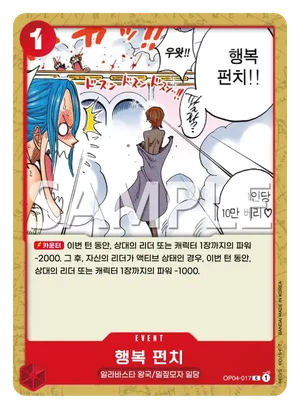 1
우왓!!
행복
펀치!!
인당
10만 베리♡
SAMPLE
카운터 이번 턴 동안, 상대의 리더 또는 캐릭터 1장까지의 파워
-2000. 그 후, 자신의 리더가 액티브 상태인 경우, 이번 턴 동안,
상대의 리더 또는 캐릭터 1장까지의 파워 -1000.
EVENT
행복 펀치
알라바스타 왕국/밀짚모자 일당
OP04-017 C 1